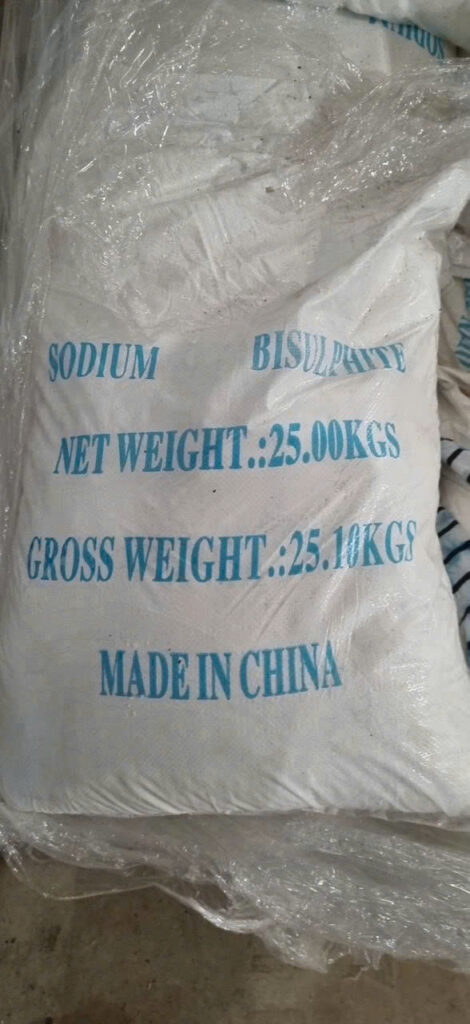 SODIUM BISULPHITE
NET WEIGHT.:25.00KGS
GROSS WEIGHT.:25.10KGS
MADE IN CHINA